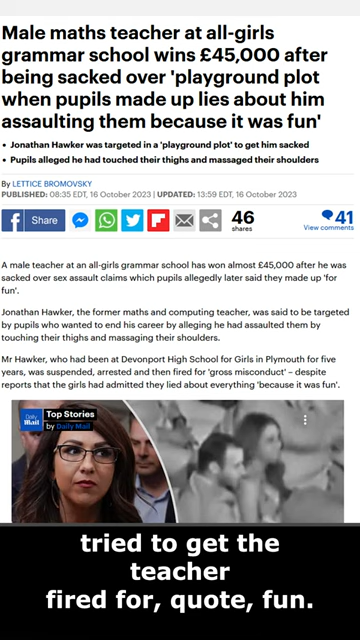 Male maths teacher at all-girls
grammar school wins £45,000 after
being sacked over 'playground plot
when pupils made up lies about him
assaulting them because it was fun'
• Jonathan Hawker was targeted in a 'playground plot' to get him sacked
• Pupils alleged he had touched their thighs and massaged their shoulders
By LETTICE BROMOVSKY
PUBLISHED: 08:35 EDT, 16 October 2023 | UPDATED: 13:59 EDT, 16 October 2023
Share
46
shares
41
View comments
A male teacher at an all-girls grammar school has won almost £45,000 after he was
sacked over sex assault claims which pupils allegedly later said they made up 'for
fun'.
Jonathan Hawker, the former maths and computing teacher, was said to be targeted
by pupils who wanted to end his career by alleging he had assaulted them by
touching their thighs and massaging their shoulders.
Mr Hawker, who had been at Devonport High School for Girls in Plymouth for five
years, was suspended, arrested and then fired for 'gross misconduct' – despite
reports that the girls had admitted they lied about everything 'because it was fun'.
Daily
Mail
Top Stories
by Daily Mail
tried to get the
teacher
fired for, quote, fun.